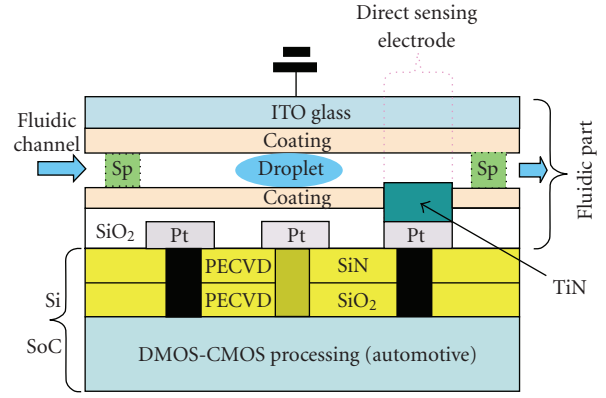 Direct sensing
electrode
ITO glass
Fluidic
channel
Coating
Sp
Droplet
Sp
Coating
Fluidic part
SiO2
Pt
Pt
Pt
TiN
PECVD
SiN
Si
PECVD
SiO2
SoC
DMOS-CMOS processing (automotive)